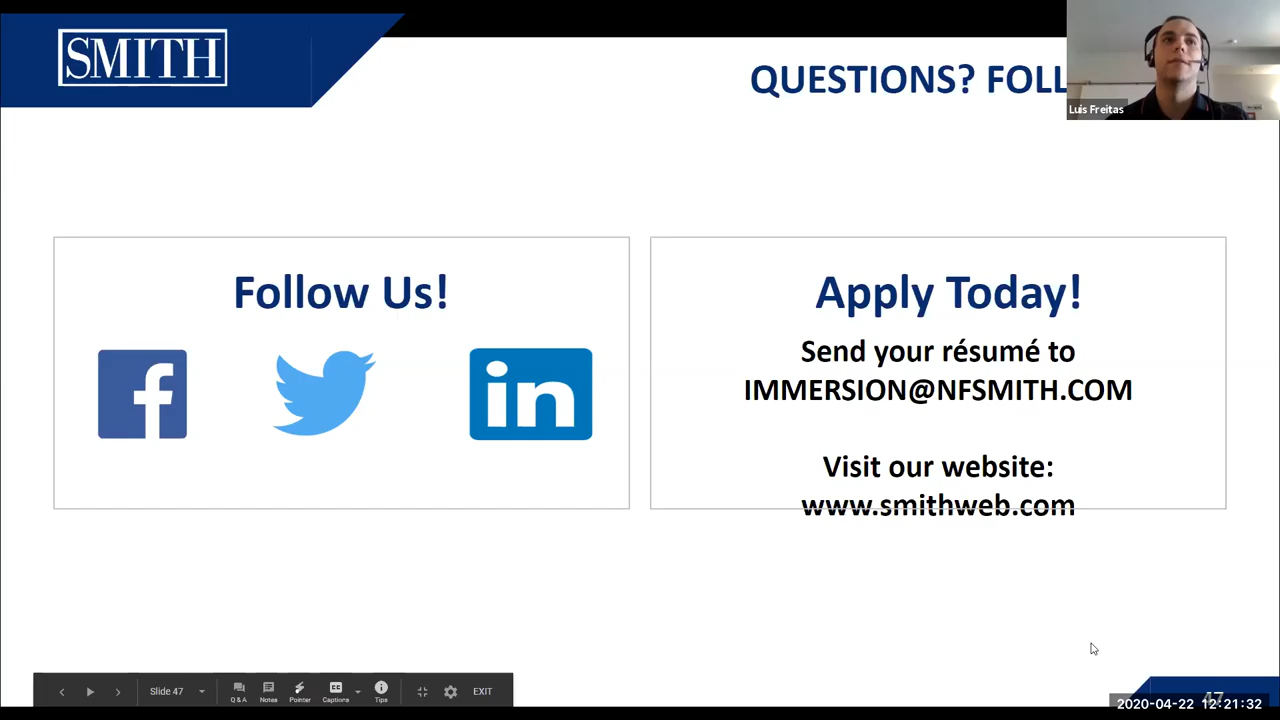 SMITH
QUESTIONS? FOLL
Luis Freitas
Follow Us!
f
in
Apply Today!
Send your résumé to
IMMERSION@NFSMITH.COM
Visit our website:
www.smithweb.com
Slide 47
Q & A
Notes
Pointer
Captions
Tips
EXIT
47
2020-04-22 12:21:32